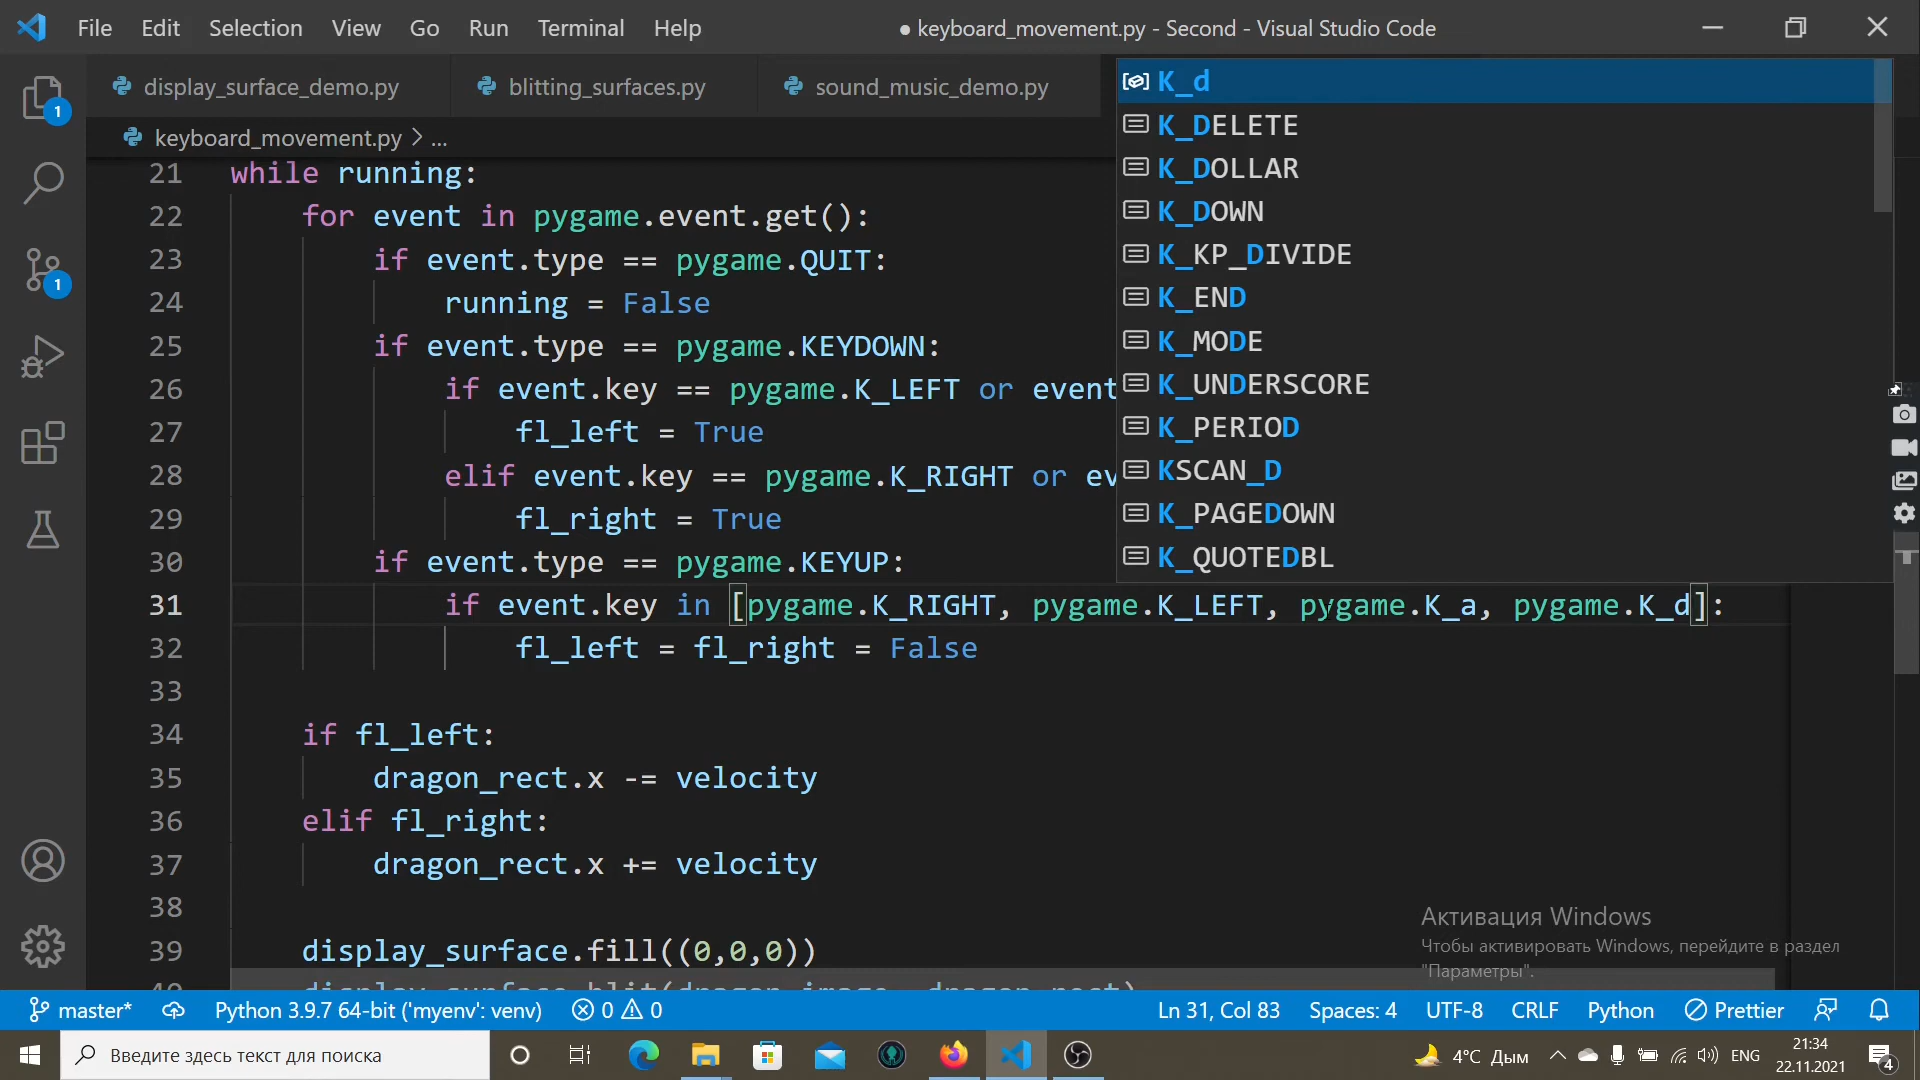 File Edit Selection View Go Run Terminal Help
● keyboard_movement.py - Second - Visual Studio Code
display_surface_demo.py
blitting_surfaces.py
sound_music_demo.py
keyboard_movement.py > ...
K_d
K_DELETE
K_DOLLAR
K_DOWN
K_KP_DIVIDE
K_END
K_MODE
K_UNDERSCORE
K_PERIOD
KSCAN_D
K_PAGEDOWN
K_QUOTEDBL
21 while running:
22 for event in pygame.event.get():
23 if event.type == pygame.QUIT:
24 running = False
25 if event.type == pygame.KEYDOWN:
26 if event.key == pygame.K_LEFT or event
27 fl_left = True
28 elif event.key == pygame.K_RIGHT or ev
29 fl_right = True
30 if event.type == pygame.KEYUP:
31 if event.key in [pygame.K_RIGHT, pygame.K_LEFT, pygame.K_a, pygame.K_d]:
32 fl_left = fl_right = False
33
34 if fl_left:
35 dragon_rect.x -= velocity
36 elif fl_right:
37 dragon_rect.x += velocity
38
39 display_surface.fill((0,0,0))
40 display_surface.blit(dragon_image, dragon_rect)
Активация Windows
Чтобы активировать Windows, перейдите в раздел
"Параметры".
1
1
master* Python 3.9.7 64-bit ('myenv': venv) 0 0 Ln 31, Col 83 Spaces: 4 UTF-8 CRLF Python Prettier
Введите здесь текст для поиска
4°C Дым ENG
21:34
22.11.2021
4